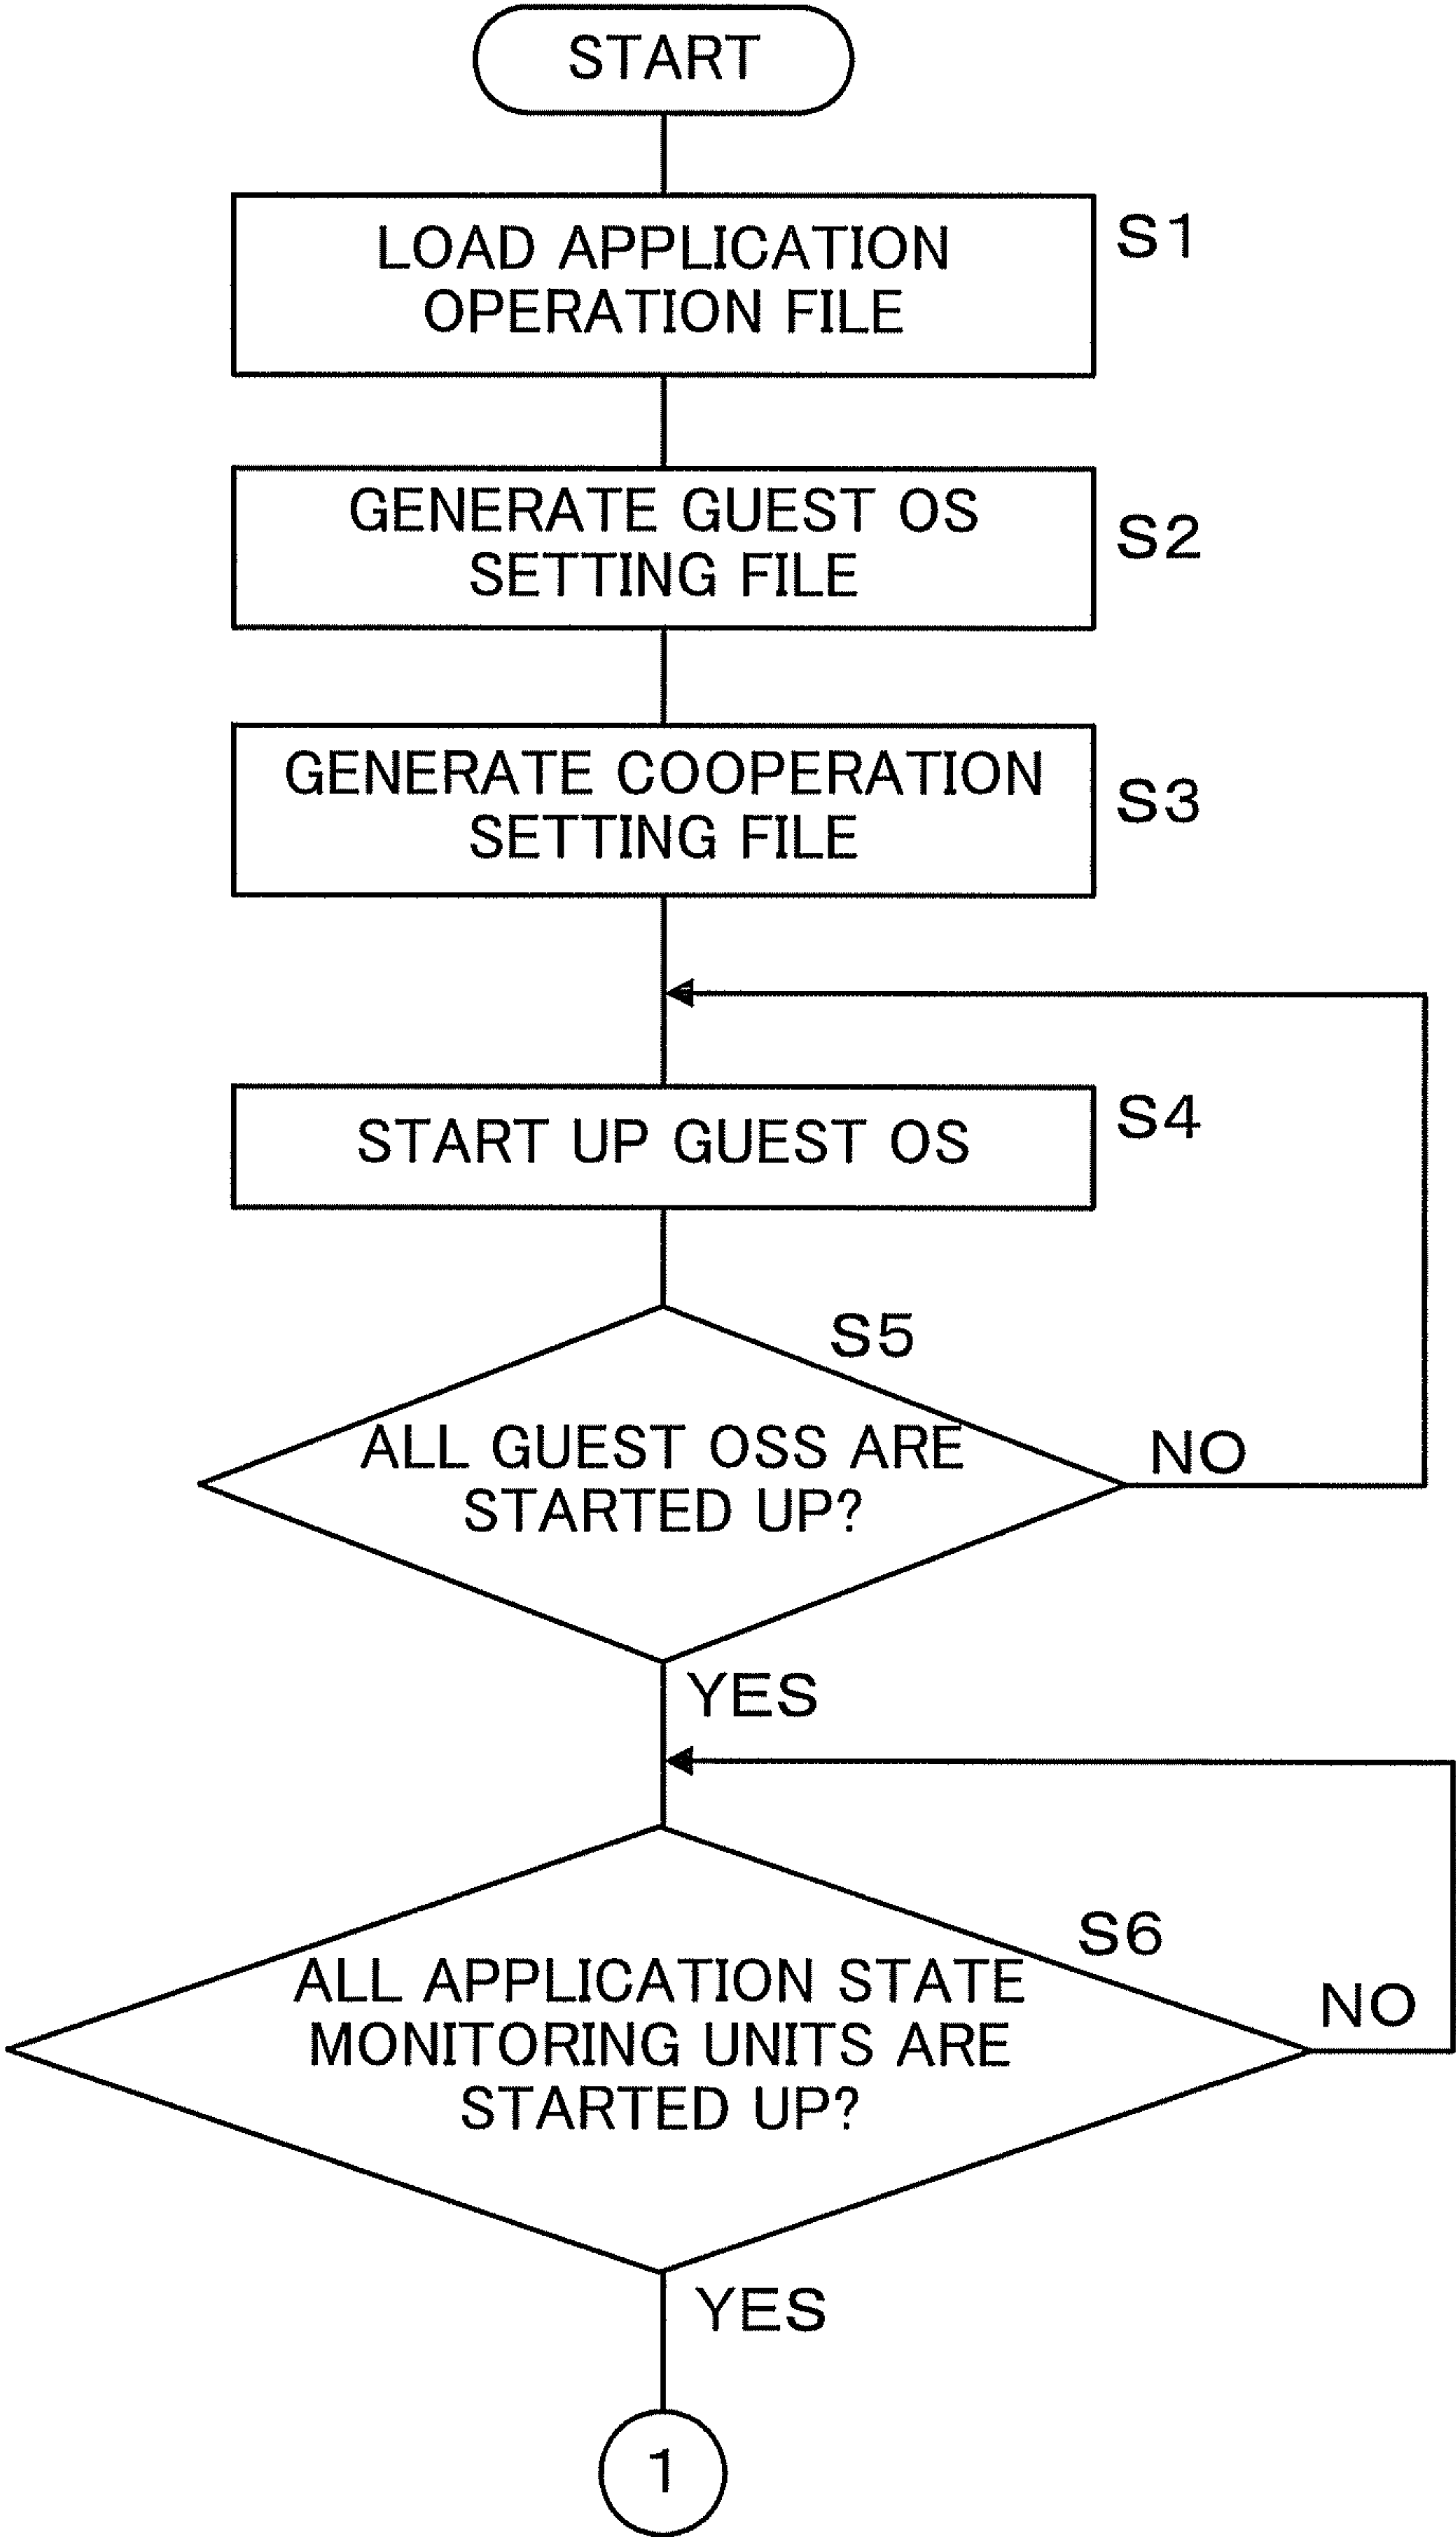 START
LOAD APPLICATION
OPERATION FILE
S1
GENERATE GUEST OS
SETTING FILE
S2
GENERATE COOPERATION
SETTING FILE
S3
START UP GUEST OS
S4
S5
ALL GUEST OSS ARE
STARTED UP?
NO
YES
S6
ALL APPLICATION STATE
MONITORING UNITS ARE
STARTED UP?
NO
YES
1